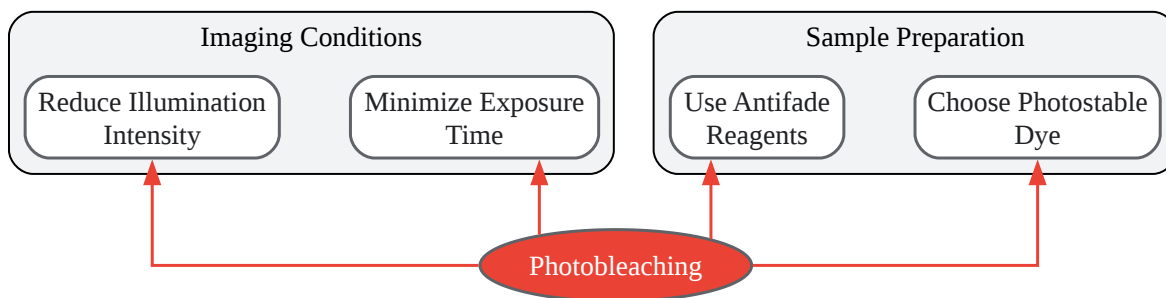 Imaging Conditions
Reduce Illumination
Intensity
Minimize Exposure
Time
Sample Preparation
Use Antifade
Reagents
Choose Photostable
Dye
Photobleaching